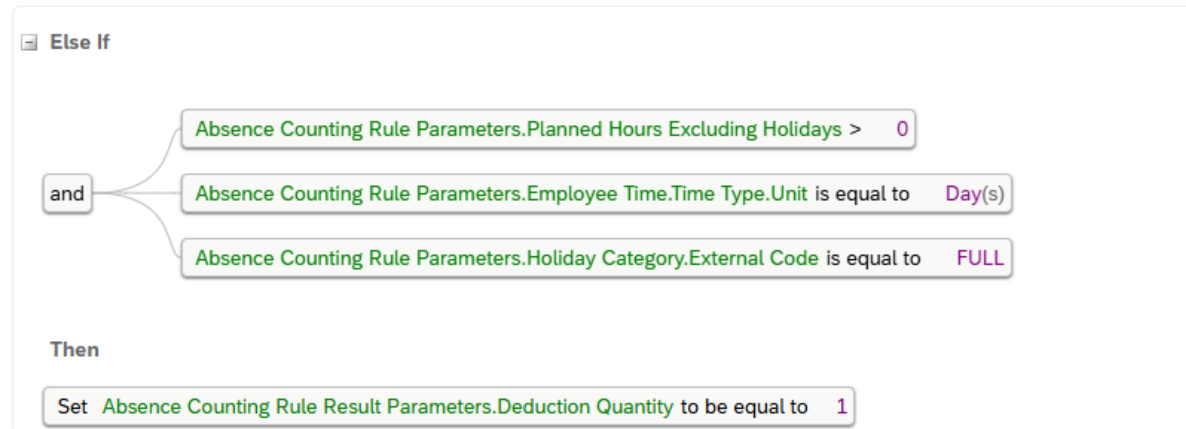 Else If
Absence Counting Rule Parameters.Planned Hours Excluding Holidays > 0
and
Absence Counting Rule Parameters.Employee Time.Time Type.Unit is equal to Day(s)
Absence Counting Rule Parameters.Holiday Category.External Code is equal to FULL
Then
Set Absence Counting Rule Result Parameters.Deduction Quantity to be equal to 1